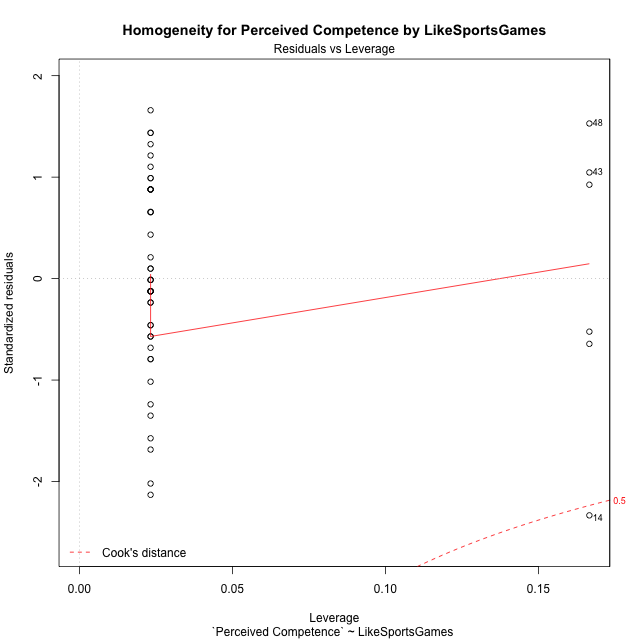 Homogeneity for Perceived Competence by LikeSportsGames
Residuals vs Leverage
2
1
0
-1
-2
Standardized residuals
48
43
14
0.5
Cook's distance
0.00
0.05
0.10
0.15
Leverage
`Perceived Competence` ~ LikeSportsGames